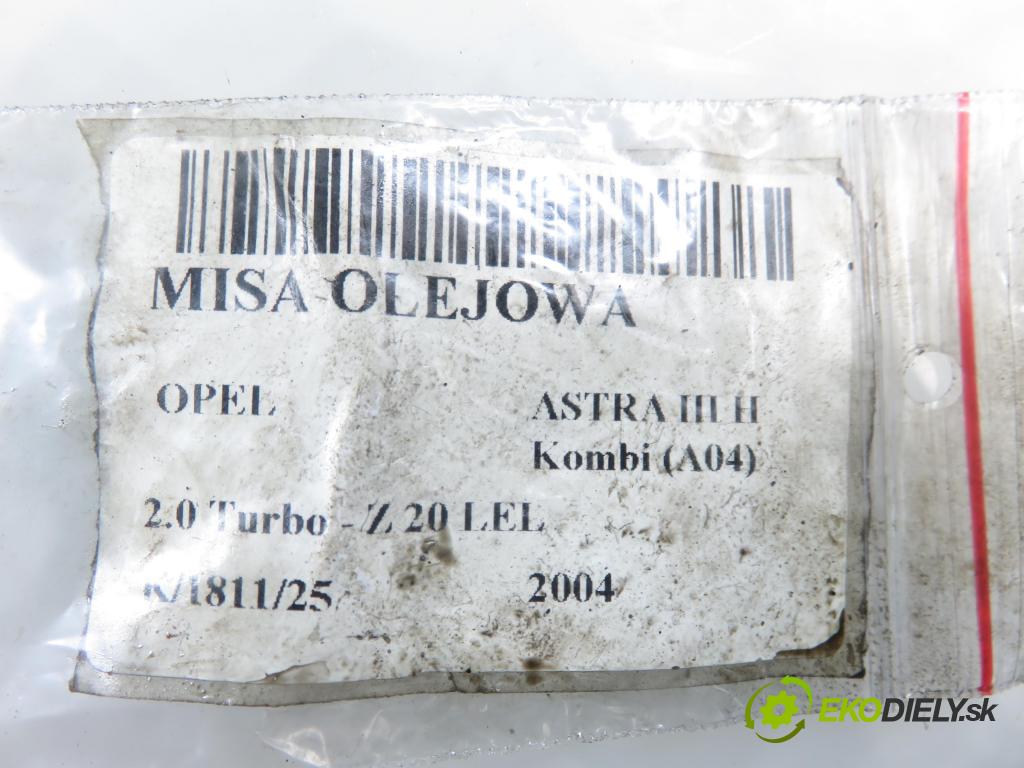 MISA OLEJOWA
OPEL
ASTRA III H
Kombi (A04)
2.0 Turbo - Z 20 LEL
K/1811/25
2004
EKODIELY.sk